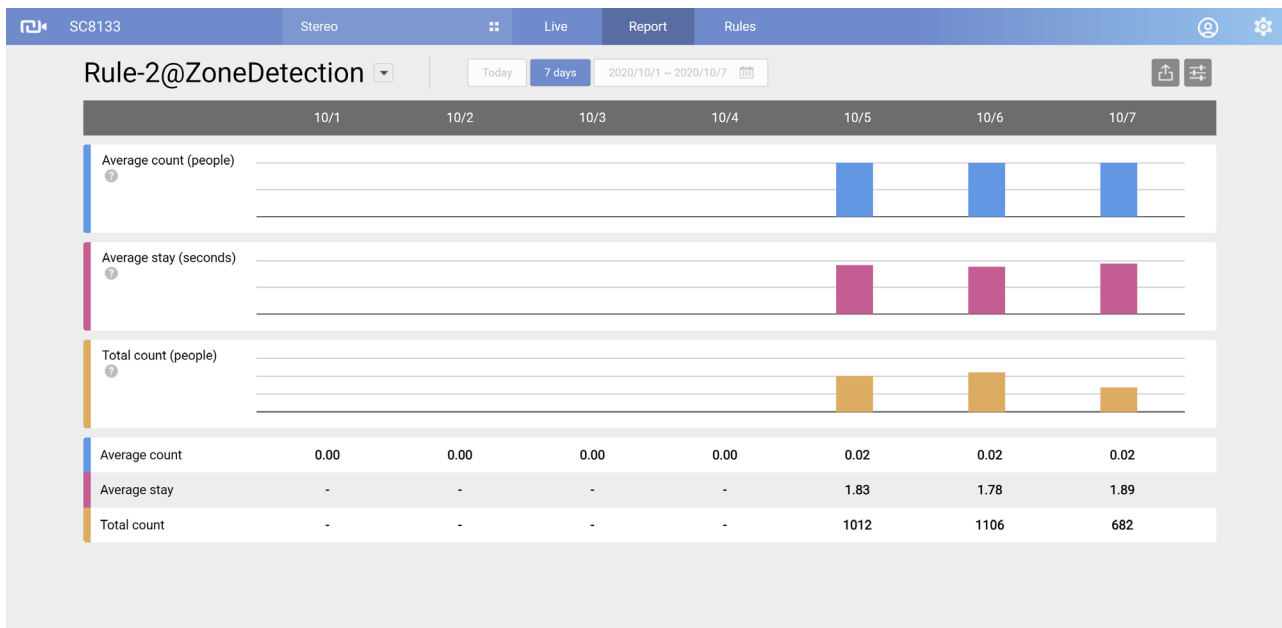 SC8133 Stereo Live Report Rules
Rule-2@ZoneDetection Today 7 days 2020/10/1 ~ 2020/10/7
10/1 10/2 10/3 10/4 10/5 10/6 10/7
Average count (people)
?
Average stay (seconds)
?
Total count (people)
?
Average count 0.00 0.00 0.00 0.00 0.02 0.02 0.02
Average stay - - - - 1.83 1.78 1.89
Total count - - - - 1012 1106 682